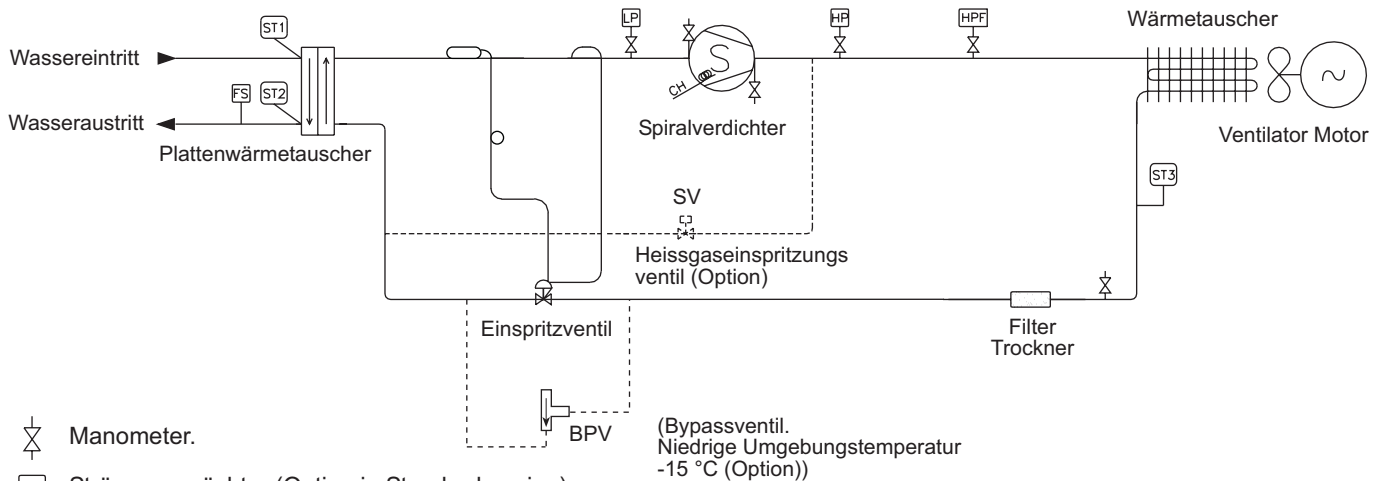 ST1
LP
HP
HPF
Wärmetauscher
Wassereintritt
S
CH
FS
ST2
Wasseraustritt
Spiralverdichter
Ventilator Motor
Plattenwärmetauscher
ST3
SV
Heissgaseinspritzungs
ventil (Option)
Einspritzventil
Filter
Trockner
BPV
(Bypassventil.
Niedrige Umgebungstemperatur
-15 °C (Option))
Manometer.